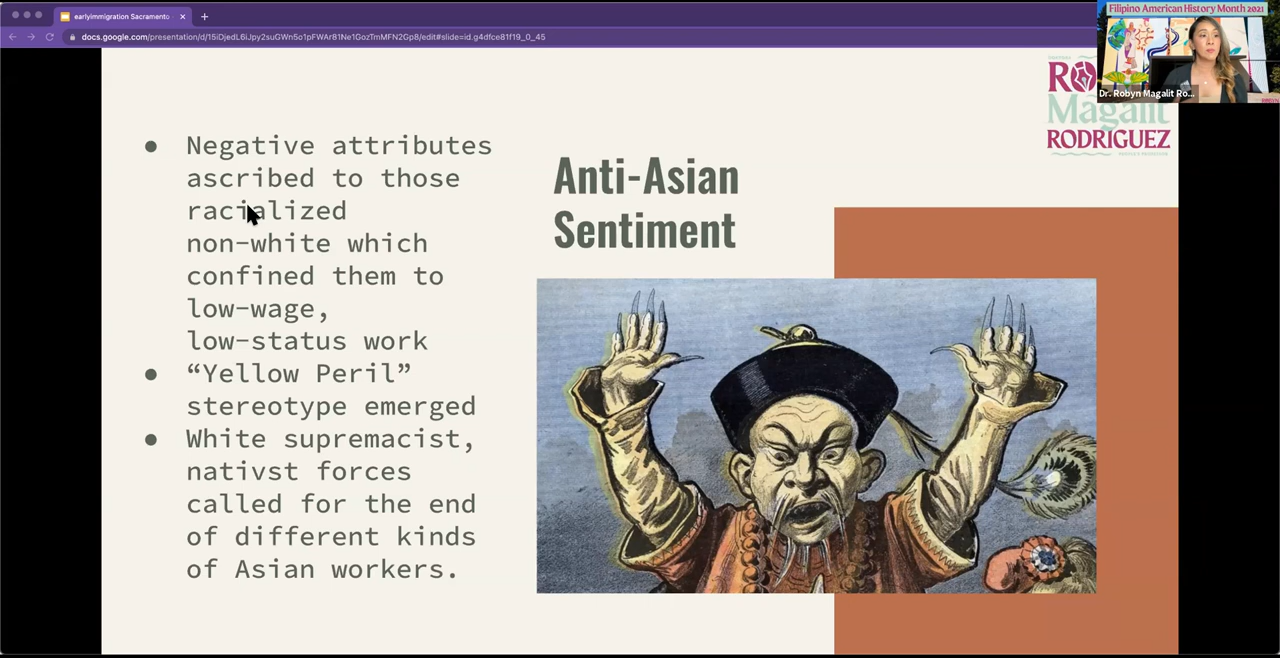 earlyimmigration Sacramento
docs.google.com/presentation/d/15iDjedL6iJpy2suGWn5o1pFWAr81Ne1GozTmMFN2Gp8/edit#slide=id.g4dfce81f19_0_45
Filipino American History Month 2021
Dr. Robyn Magalit Ro...
RO
Magalit
RODRIGUEZ
Anti-Asian
Sentiment
● Negative attributes
ascribed to those
racialized
non-white which
confined them to
low-wage,
low-status work
● “Yellow Peril”
stereotype emerged
● White supremacist,
nativst forces
called for the end
of different kinds
of Asian workers.